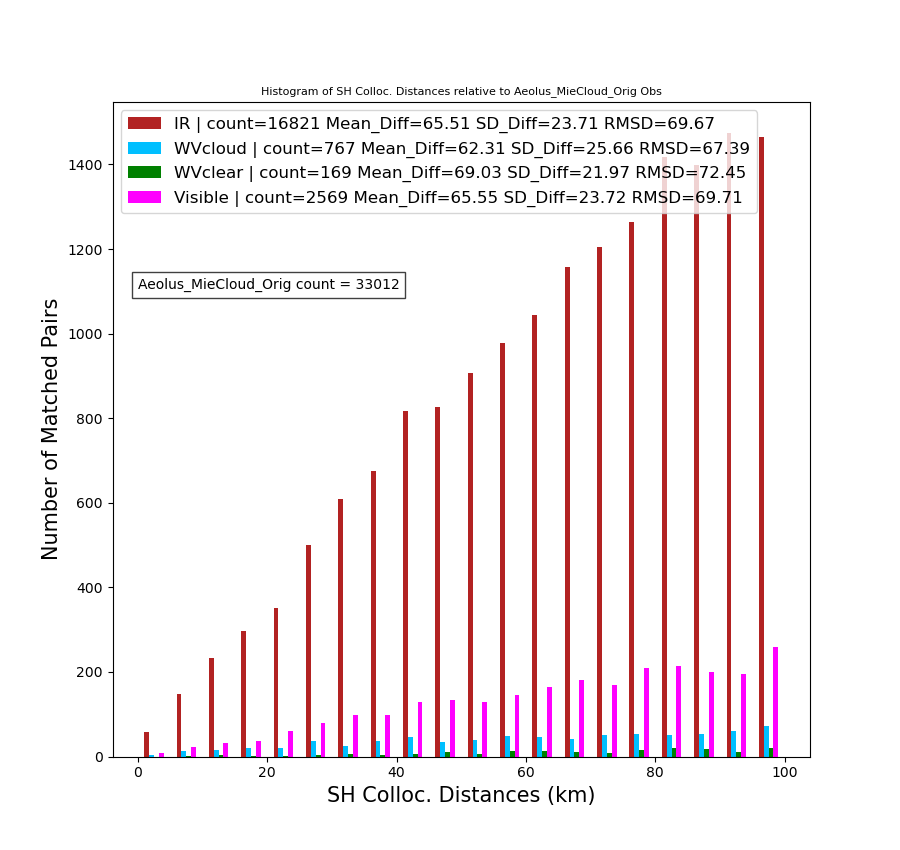 Histogram of SH Colloc. Distances relative to Aeolus_MieCloud_Orig Obs
IR | count=16821 Mean_Diff=65.51 SD_Diff=23.71 RMSD=69.67
WVcloud | count=767 Mean_Diff=62.31 SD_Diff=25.66 RMSD=67.39
WVclear | count=169 Mean_Diff=69.03 SD_Diff=21.97 RMSD=72.45
Visible | count=2569 Mean_Diff=65.55 SD_Diff=23.72 RMSD=69.71
Aeolus_MieCloud_Orig count = 33012
Number of Matched Pairs
1400
1200
1000
800
600
400
200
0
0 20 40 60 80 100
SH Colloc. Distances (km)